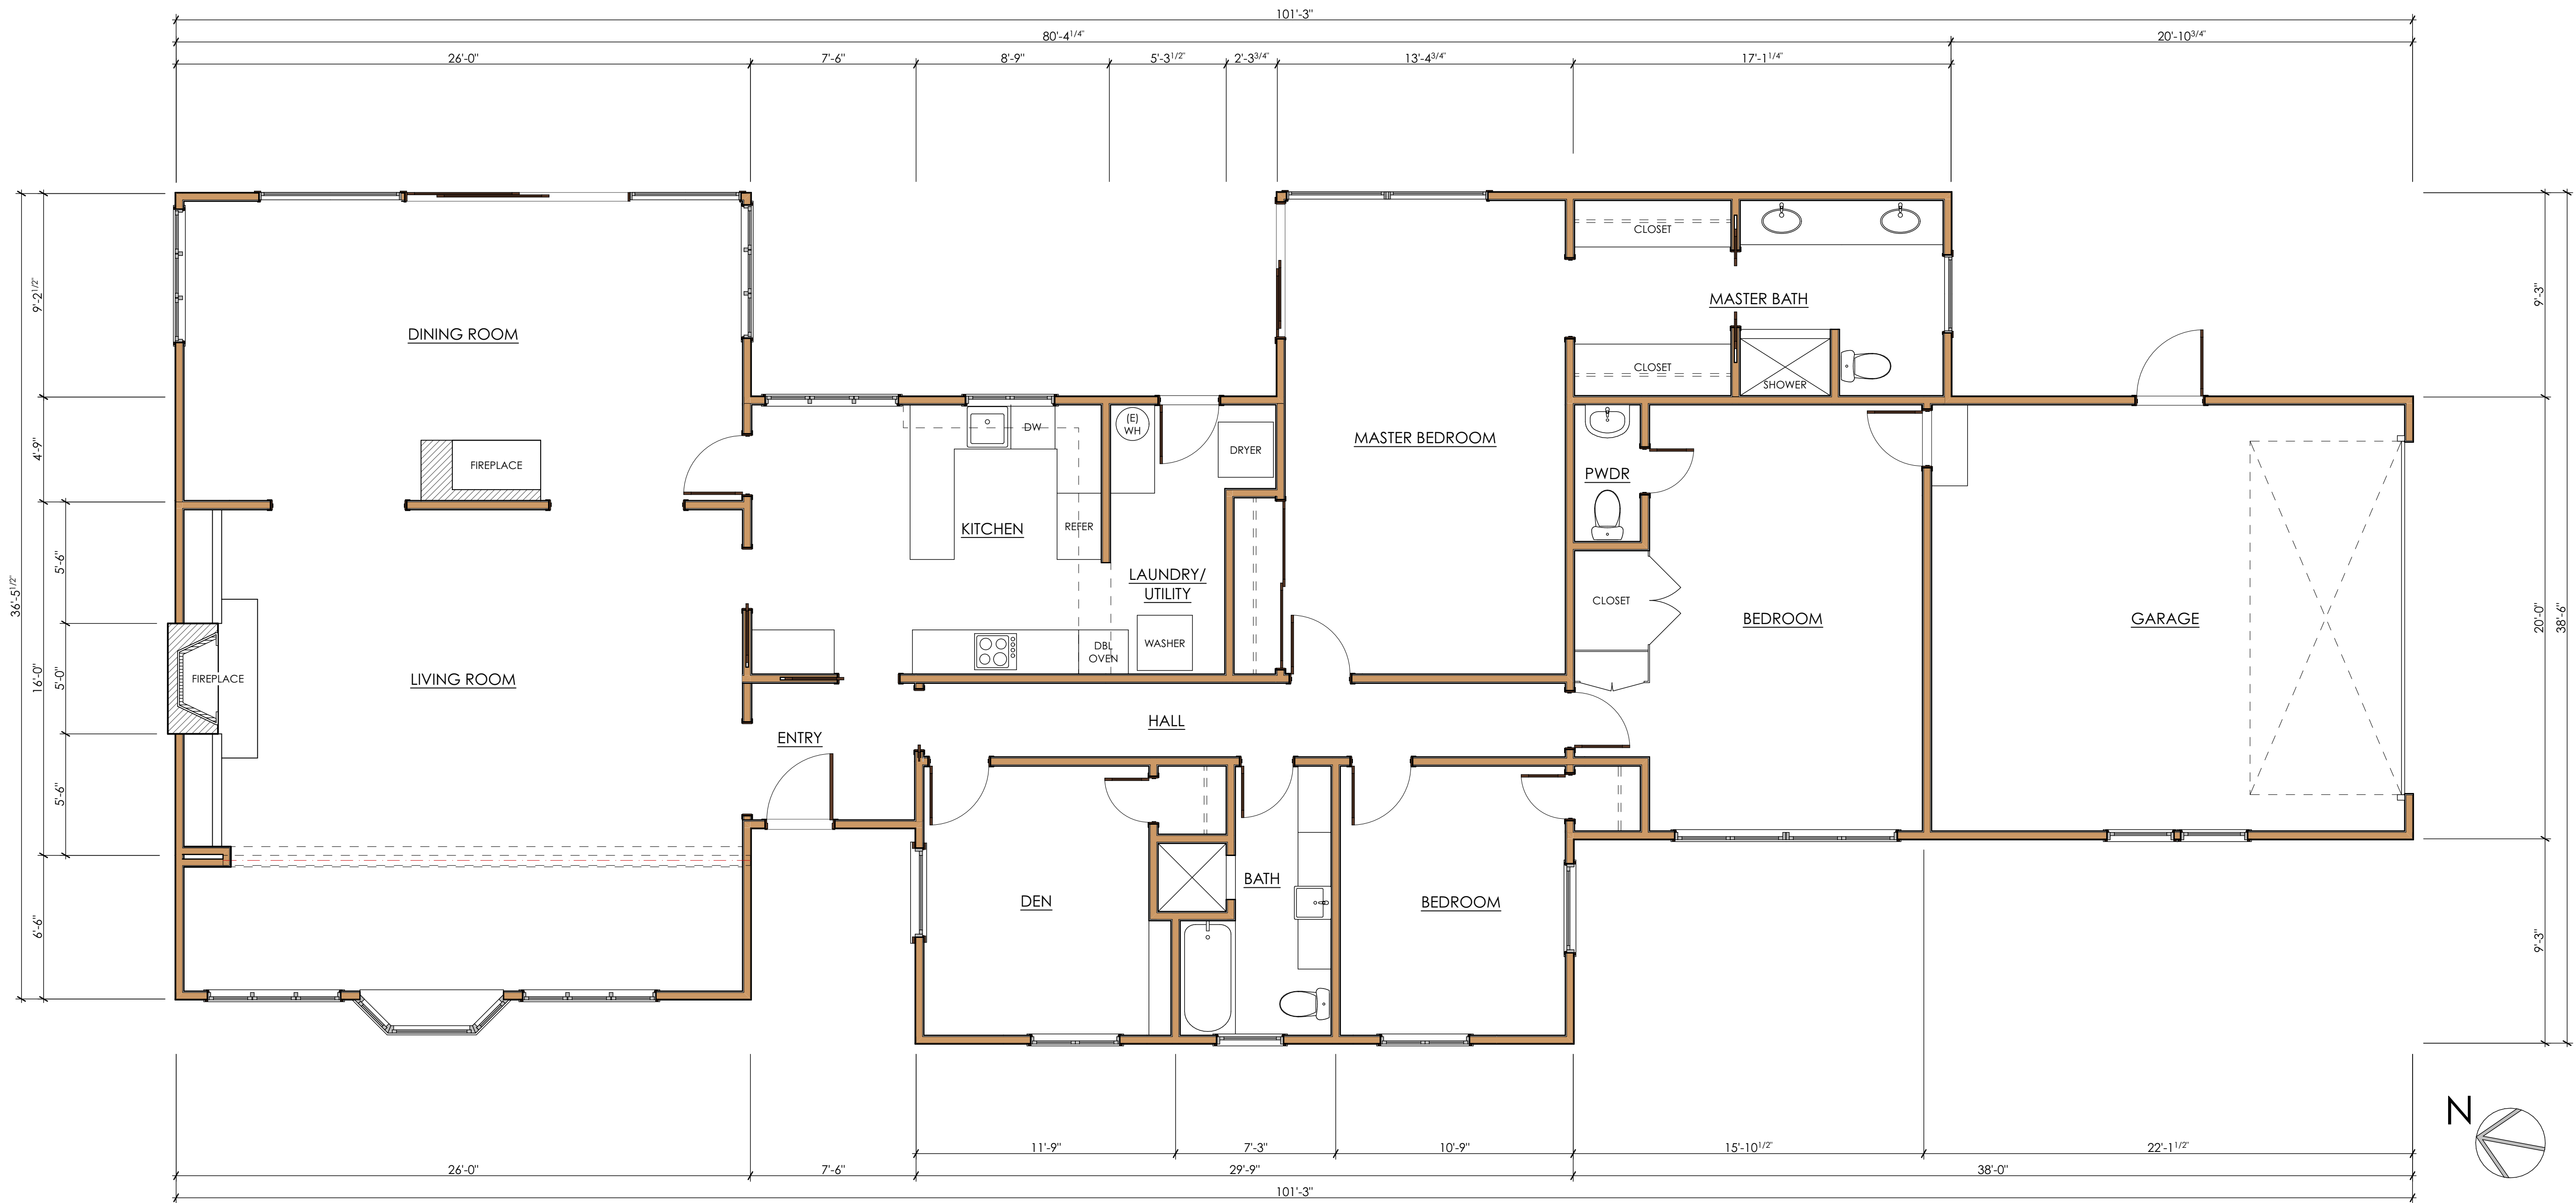 101'-3"
80'-4 1/4"
20'-10 3/4"
26'-0"
7'-6"
8'-9"
5'-3 1/2"
2'-3 3/4"
13'-4 3/4"
17'-1 1/4"
36'-5 1/2"
9'-2 1/2"
4'-9"
16'-0"
6'-6"
5'-6"
5'-0"
5'-6"
DINING ROOM
FIREPLACE
FIREPLACE
LIVING ROOM
ENTRY
KITCHEN
DW
REFER
DBL
OVEN
(E)
WH
DRYER
LAUNDRY/
UTILITY
WASHER
HALL
MASTER BEDROOM
CLOSET
MASTER BATH
CLOSET
SHOWER
PWDR
CLOSET
BEDROOM
GARAGE
DEN
BATH
BEDROOM
9'-3"
20'-0"
38'-6"
9'-3"
N
11'-9"
7'-3"
10'-9"
15'-10 1/2"
22'-1 1/2"
26'-0"
7'-6"
29'-9"
38'-0"
101'-3"